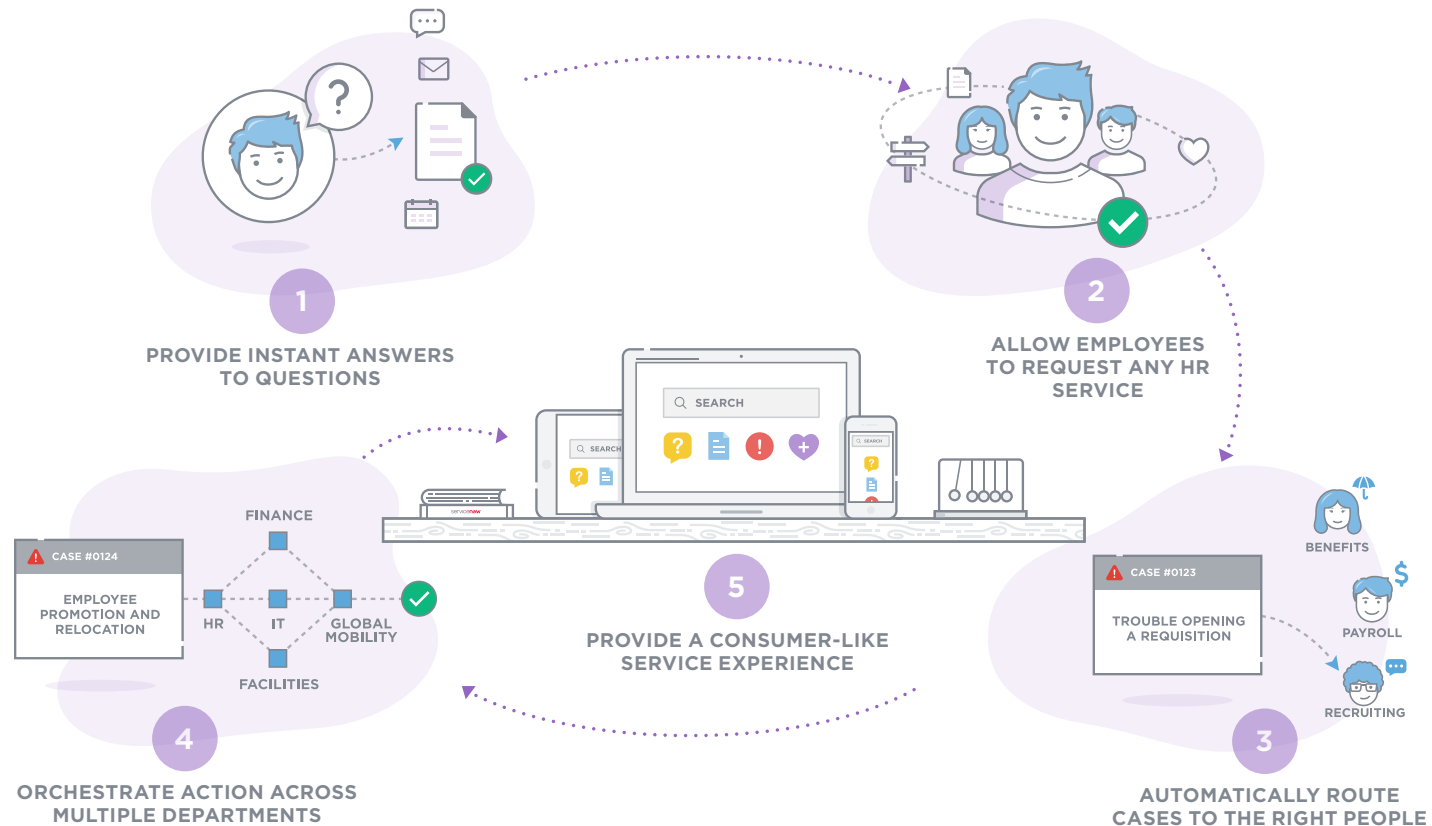 ?
1
PROVIDE INSTANT ANSWERS
TO QUESTIONS
2
ALLOW EMPLOYEES
TO REQUEST ANY HR
SERVICE
SEARCH
?
!
+
SEARCH
?
SEARCH
?
!
servicenow
5
PROVIDE A CONSUMER-LIKE
SERVICE EXPERIENCE
BENEFITS
$
PAYROLL
RECRUITING
! CASE #0123
TROUBLE OPENING
A REQUISITION
3
AUTOMATICALLY ROUTE
CASES TO THE RIGHT PEOPLE
! CASE #0124
EMPLOYEE
PROMOTION AND
RELOCATION
FINANCE
HR
IT
GLOBAL
MOBILITY
FACILITIES
4
ORCHESTRATE ACTION ACROSS
MULTIPLE DEPARTMENTS